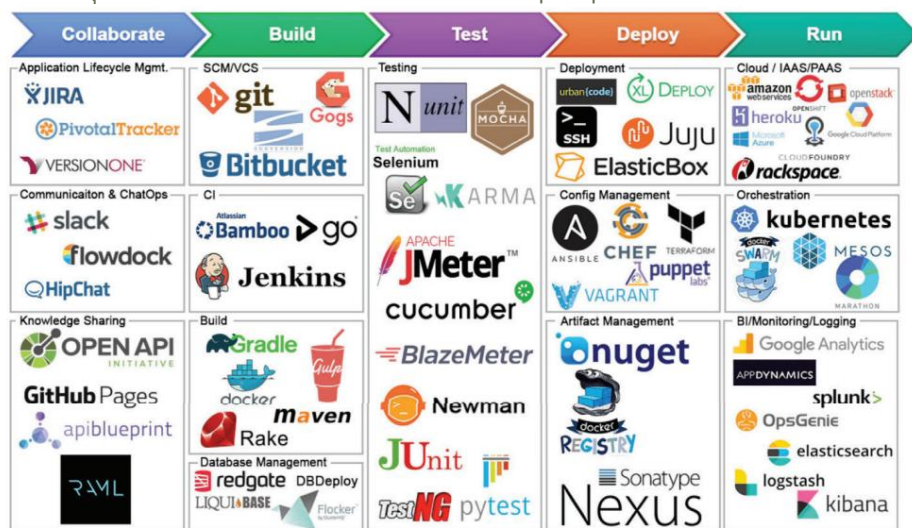 Collaborate
Build
Test
Deploy
Run
Application Lifecycle Mgmt.
JIRA
PivotalTracker
VERSIONONE
Communicaiton & ChatOps
slack
flowdock
HipChat
Knowledge Sharing
OPEN API
INITIATIVE
GitHub Pages
apiblueprint
RAML
SCM/VCS
git
Gogs
Bitbucket
CI
Atlassian
Bamboo
go
Jenkins
Build
Gradle
Gulp
docker
maven
Rake
Database Management
redgate
DBDeploy
LIQUIBASE
Flocker
Testing
Nunit
MOCHA
Test Automation
Selenium
Se
KARMA
APACHE
JMeter™
cucumber
BlazeMeter
Newman
JUnit
TestNG
pytest
Deployment
urban{code}
XL DEPLOY
>_
SSH
Juju
ElasticBox
Config Management
ANSIBLE
CHEF
TERRAFORM
puppet
labs
VAGRANT
Artifact Management
nuget
docker
REGISTRY
Sonatype
Nexus
Cloud / IAAS/PAAS
amazon
webservices
OPENSHIFT
openstack
heroku
Microsoft
Azure
Google Cloud Platform
CLOUD FOUNDRY
rackspace
Orchestration
kubernetes
docker
SWARM
MESOS
MARATHON
BI/Monitoring/Logging
Google Analytics
APPDYNAMICS
splunk>
OpsGenie
elasticsearch
logstash
kibana